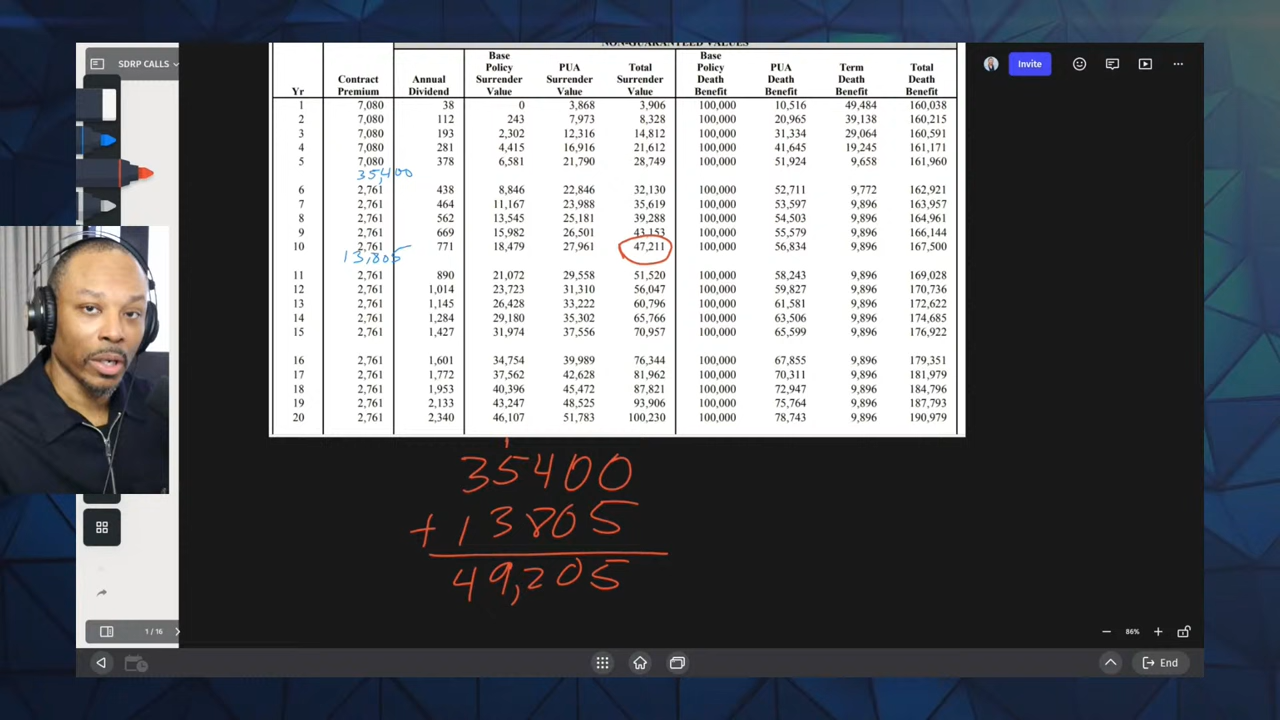 SDRP CALLS
Invite
NON-GUARANTEED VALUES
Yr Contract Premium Annual Dividend Base Policy Surrender Value PUA Surrender Value Total Surrender Value Base Policy Death Benefit PUA Death Benefit Term Death Benefit Total Death Benefit
1 7,080 38 0 3,868 3,906 100,000 10,516 49,484 160,038
2 7,080 112 243 7,973 8,328 100,000 20,965 39,138 160,215
3 7,080 193 2,302 12,316 14,812 100,000 31,334 29,064 160,591
4 7,080 281 4,415 16,916 21,612 100,000 41,645 19,245 161,171
5 7,080 378 6,581 21,790 28,749 100,000 51,924 9,658 161,960
35,400
6 2,761 438 8,846 22,846 32,130 100,000 52,711 9,772 162,921
7 2,761 464 11,167 23,988 35,619 100,000 53,597 9,896 163,957
8 2,761 562 13,545 25,181 39,288 100,000 54,503 9,896 164,961
9 2,761 669 15,982 26,501 43,153 100,000 55,579 9,896 166,144
10 2,761 771 18,479 27,961 47,211 100,000 56,834 9,896 167,500
13,805
11 2,761 890 21,072 29,558 51,520 100,000 58,243 9,896 169,028
12 2,761 1,014 23,723 31,310 56,047 100,000 59,827 9,896 170,736
13 2,761 1,145 26,428 33,222 60,796 100,000 61,581 9,896 172,622
14 2,761 1,284 29,180 35,302 65,766 100,000 63,506 9,896 174,685
15 2,761 1,427 31,974 37,556 70,957 100,000 65,599 9,896 176,922
16 2,761 1,601 34,754 39,989 76,344 100,000 67,855 9,896 179,351
17 2,761 1,772 37,562 42,628 81,962 100,000 70,311 9,896 181,979
18 2,761 1,953 40,396 45,472 87,821 100,000 72,947 9,896 184,796
19 2,761 2,133 43,247 48,525 93,906 100,000 75,764 9,896 187,793
20 2,761 2,340 46,107 51,783 100,230 100,000 78,743 9,896 190,979
1
35400
+ 13805
49,205
1 / 16
86%
End